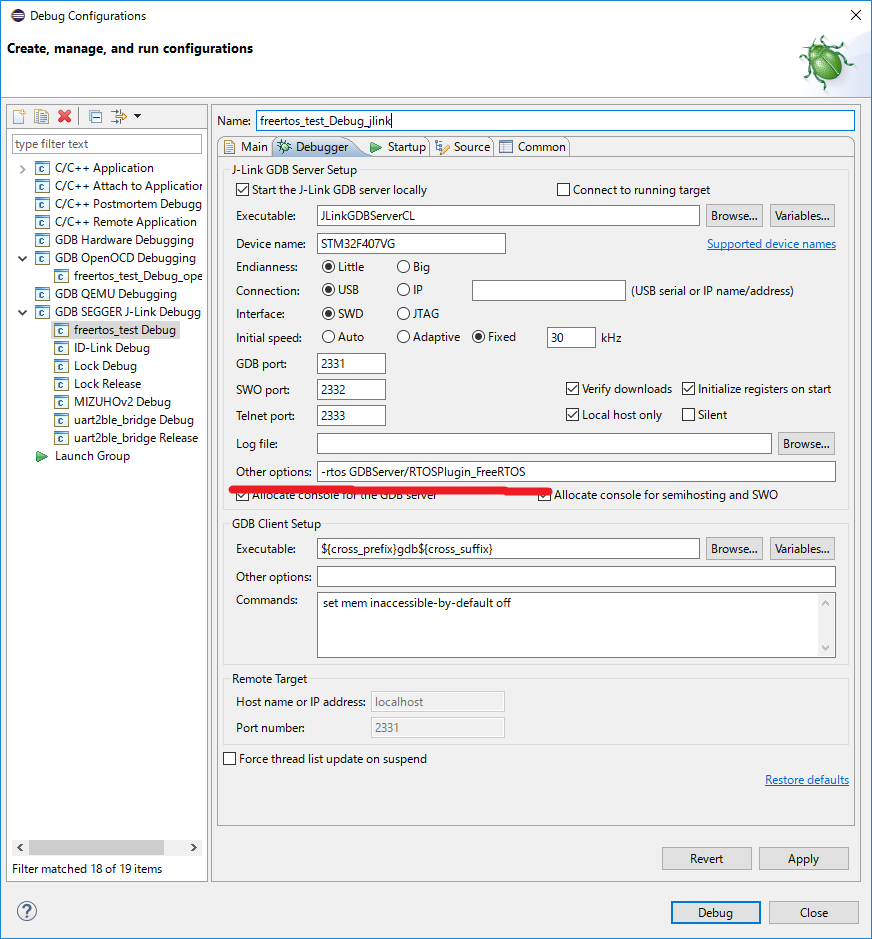 Debug Configurations
Create, manage, and run configurations
type filter text
C/C++ Application
C/C++ Attach to Application
C/C++ Postmortem Debugg
C/C++ Remote Application
GDB Hardware Debugging
GDB OpenOCD Debugging
freertos_test_Debug_ope
GDB QEMU Debugging
GDB SEGGER J-Link Debugg
freertos_test Debug
ID-Link Debug
Lock Debug
Lock Release
MIZUHOv2 Debug
uart2ble_bridge Debug
uart2ble_bridge Release
Launch Group
Filter matched 18 of 19 items
Name: freertos_test_Debug_jlink
Main Debugger Startup Source Common
J-Link GDB Server Setup
Start the J-Link GDB server locally Connect to running target
Executable: JLinkGDBServerCL Browse... Variables...
Device name: STM32F407VG Supported device names
Endianness: Little Big
Connection: USB IP (USB serial or IP name/address)
Interface: SWD JTAG
Initial speed: Auto Adaptive Fixed 30 kHz
GDB port: 2331
SWO port: 2332 Verify downloads Initialize registers on start
Telnet port: 2333 Local host only Silent
Log file: Browse...
Other options: -rtos GDBServer/RTOSPlugin_FreeRTOS
Allocate console for the GDB server Allocate console for semihosting and SWO
GDB Client Setup
Executable: ${cross_prefix}gdb${cross_suffix} Browse... Variables...
Other options:
Commands: set mem inaccessible-by-default off
Remote Target
Host name or IP address: localhost
Port number: 2331
Force thread list update on suspend
Restore defaults
Revert Apply
? Debug Close